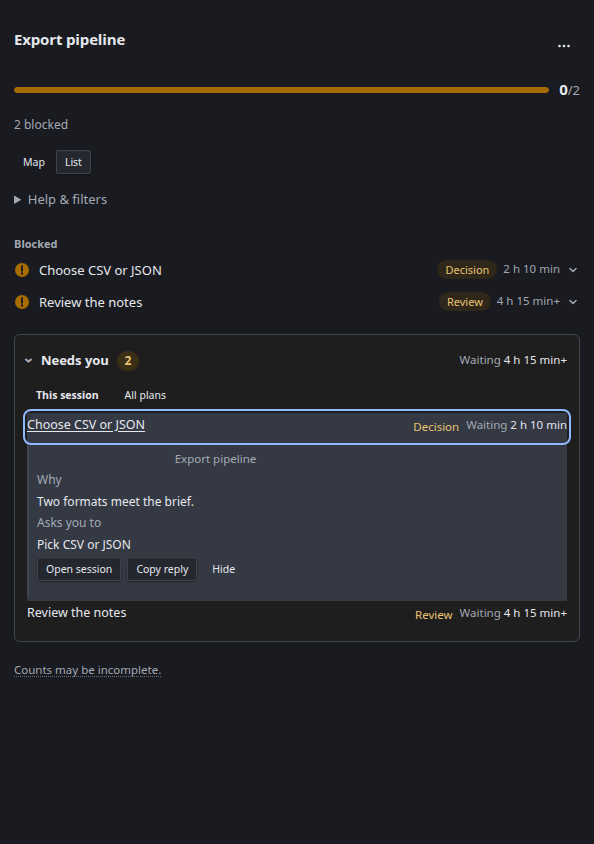 Export pipeline
...
0/2
2 blocked
Map List
Help & filters
Blocked
Choose CSV or JSON Decision 2 h 10 min
Review the notes Review 4 h 15 min+
Needs you 2 Waiting 4 h 15 min+
This session All plans
Choose CSV or JSON Decision Waiting 2 h 10 min
Export pipeline
Why
Two formats meet the brief.
Asks you to
Pick CSV or JSON
Open session Copy reply Hide
Review the notes Review Waiting 4 h 15 min+
Counts may be incomplete.